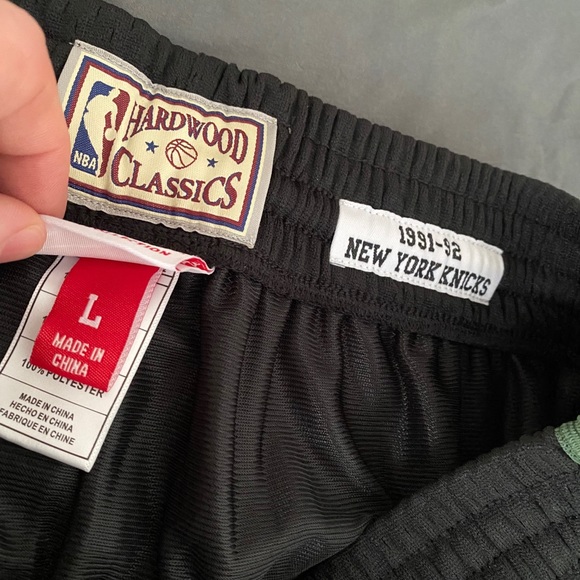 HARDWOOD
CLASSICS
NBA
1991-92
NEW YORK KNICKS
L
MADE IN
CHINA
100% POLYESTER
MADE IN CHINA
HECHO EN CHINA
FABRIQUE EN CHINE